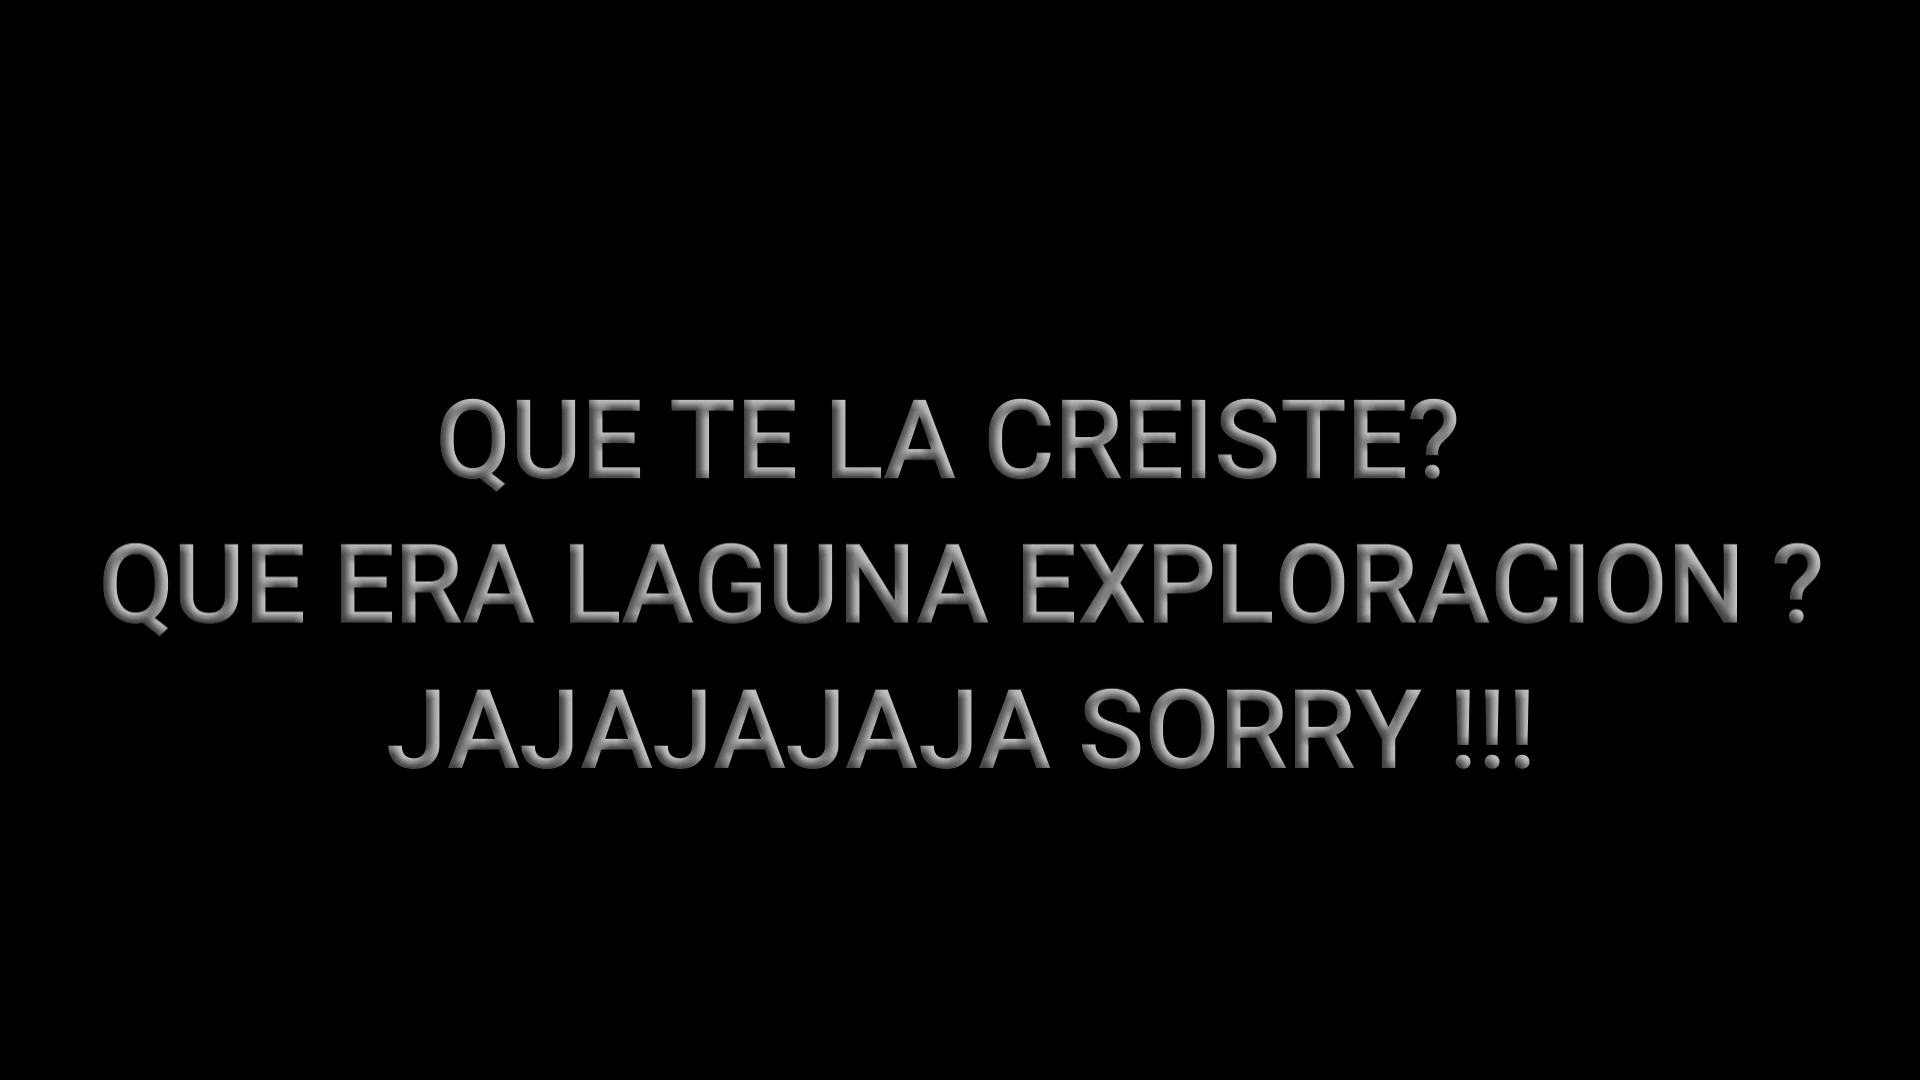 QUE TE LA CREISTE?
QUE ERA LAGUNA EXPLORACION ?
JAJAJAJAJA SORRY !!!